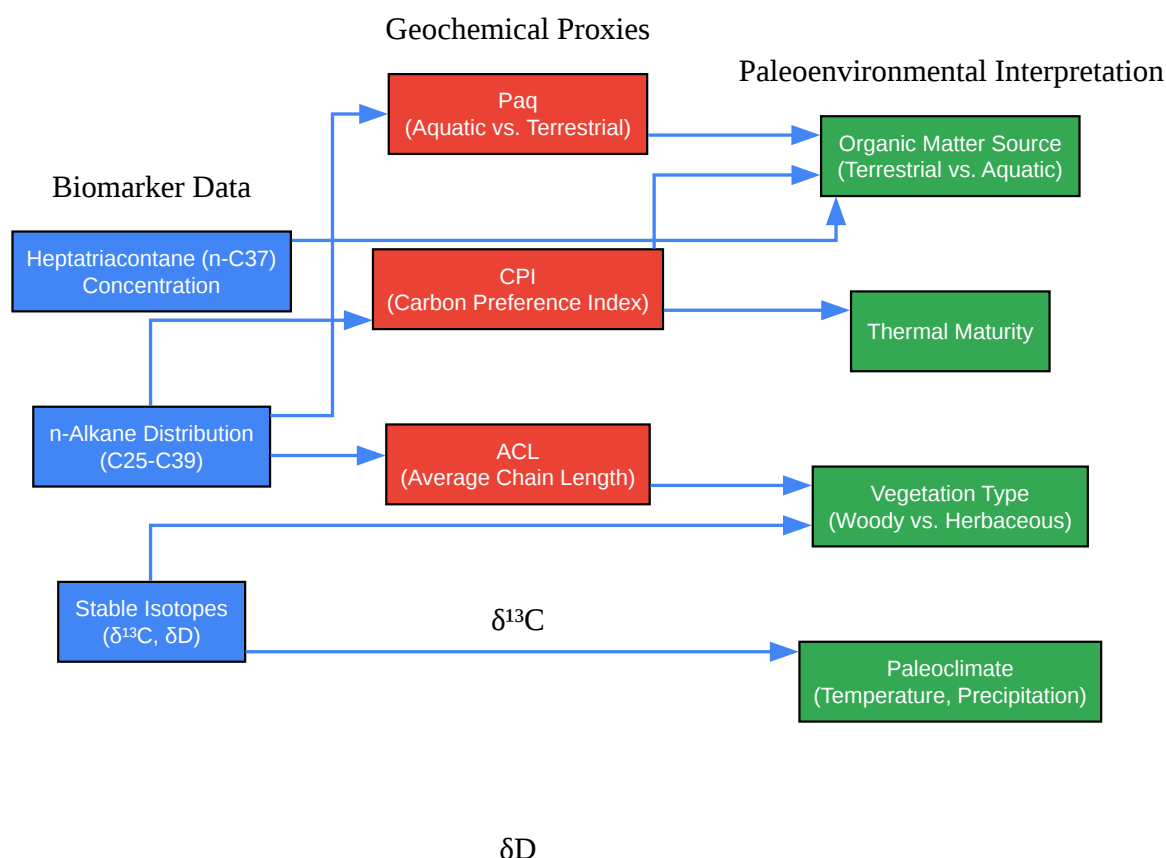 Geochemical Proxies
Paleoenvironmental Interpretation
Biomarker Data
Paq
(Aquatic vs. Terrestrial)
Organic Matter Source
(Terrestrial vs. Aquatic)
Heptatriacontane (n-C37)
Concentration
CPI
(Carbon Preference Index)
Thermal Maturity
n-Alkane Distribution
(C25-C39)
ACL
(Average Chain Length)
Vegetation Type
(Woody vs. Herbaceous)
Stable Isotopes
(δ¹³C, δD)
δ¹³C
Paleoclimate
(Temperature, Precipitation)
δD